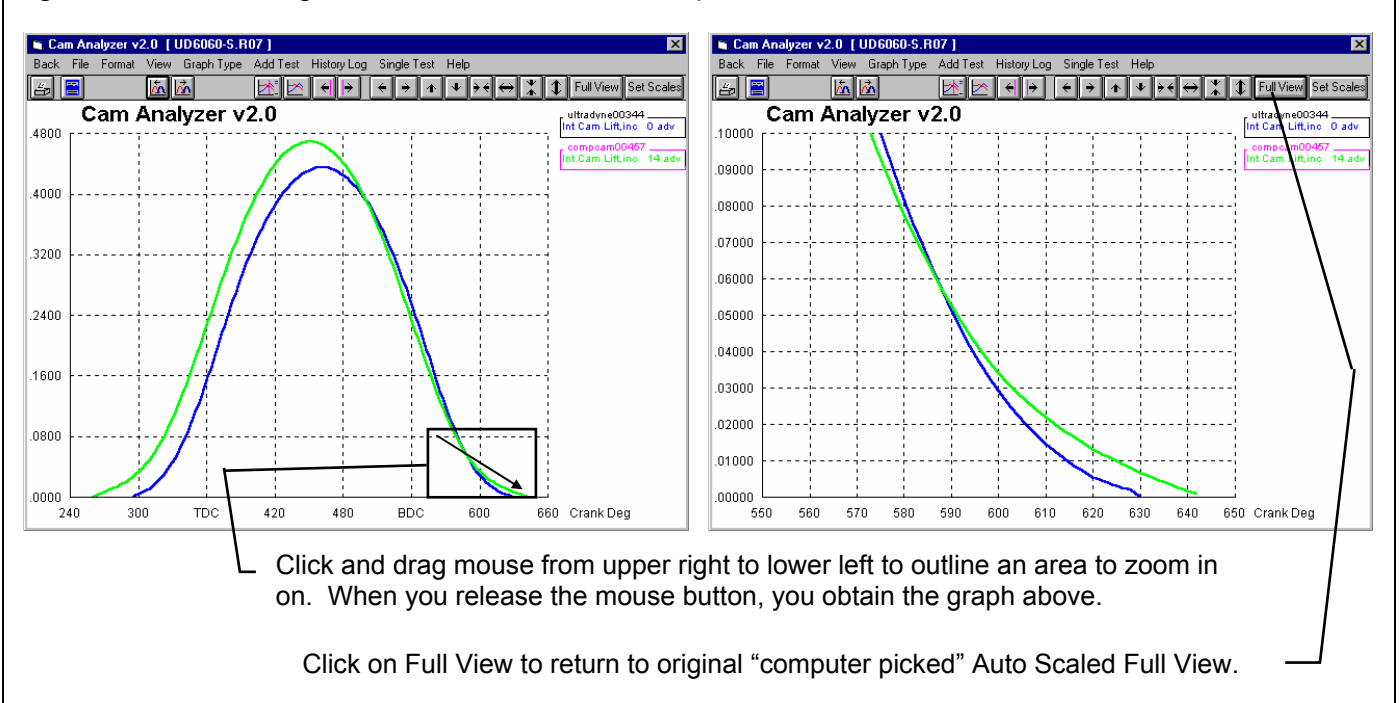 Cam Analyzer v2.0 [ UD6060-S.R07 ]
Back File Format View Graph Type Add Test History Log Single Test Help
Full View Set Scales
Cam Analyzer v2.0
ultradyne00344
Int Cam Lift,inc 0 adv
compcam00457
Int Cam Lift,inc 14 adv
.4800
.4000
.3200
.2400
.1600
.0800
.0000
240 300 TDC 420 480 BDC 600 660 Crank Deg
Cam Analyzer v2.0 [ UD6060-S.R07 ]
Back File Format View Graph Type Add Test History Log Single Test Help
Full View Set Scales
Cam Analyzer v2.0
ultradyne00344
Int Cam Lift,inc 0 adv
compcam00457
Int Cam Lift,inc 14 adv
.10000
.09000
.08000
.07000
.06000
.05000
.04000
.03000
.02000
.01000
.00000
550 560 570 580 590 600 610 620 630 640 650 Crank Deg
Click and drag mouse from upper right to lower left to outline an area to zoom in
on. When you release the mouse button, you obtain the graph above.
Click on Full View to return to original “computer picked” Auto Scaled Full View.